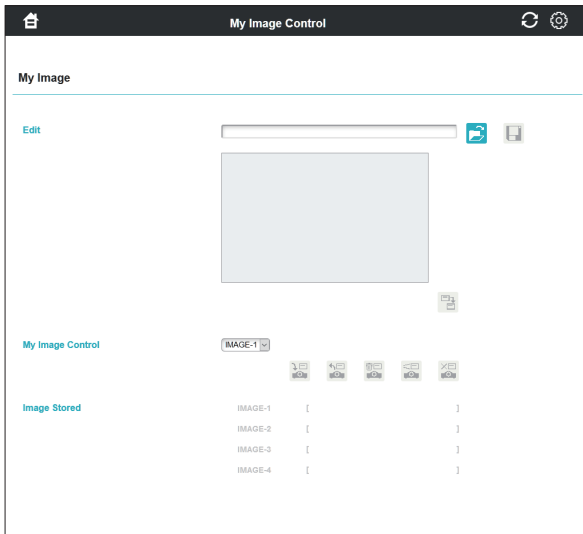 My Image Control
My Image
Edit
My Image Control
IMAGE-1
Image Stored
IMAGE-1 [ ]
IMAGE-2 [ ]
IMAGE-3 [ ]
IMAGE-4 [ ]